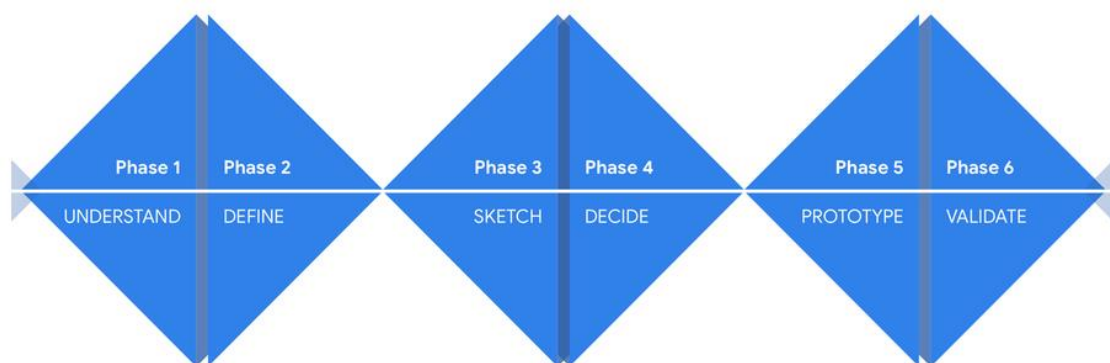 Phase 1 Phase 2 Phase 3 Phase 4 Phase 5 Phase 6
UNDERSTAND DEFINE SKETCH DECIDE PROTOTYPE VALIDATE